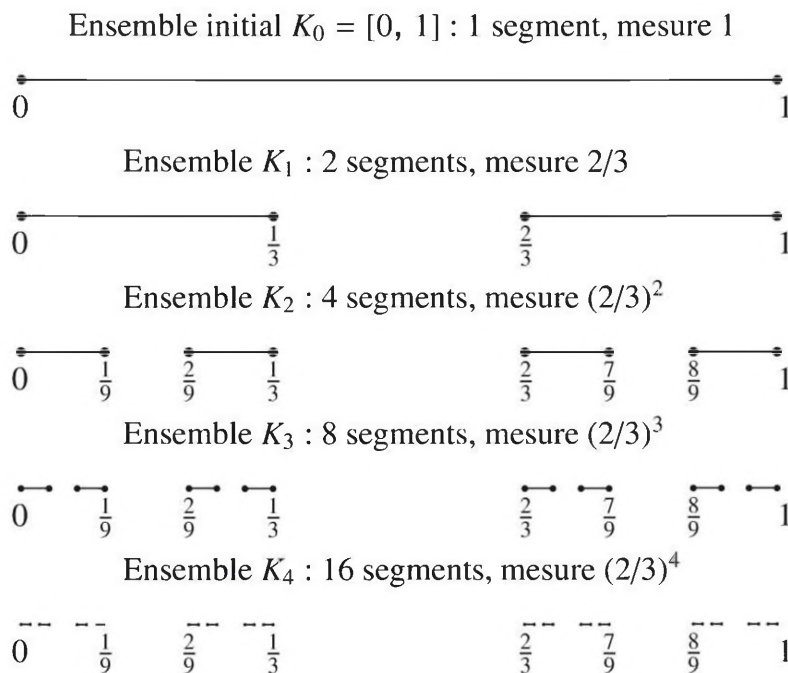 Ensemble initial K₀ = [0, 1] : 1 segment, mesure 1
0 1
Ensemble K₁ : 2 segments, mesure 2/3
0 1/3 2/3 1
Ensemble K₂ : 4 segments, mesure (2/3)²
0 1/9 2/9 1/3 2/3 7/9 8/9 1
Ensemble K₃ : 8 segments, mesure (2/3)³
0 1/9 2/9 1/3 2/3 7/9 8/9 1
Ensemble K₄ : 16 segments, mesure (2/3)⁴
0 1/9 2/9 1/3 2/3 7/9 8/9 1